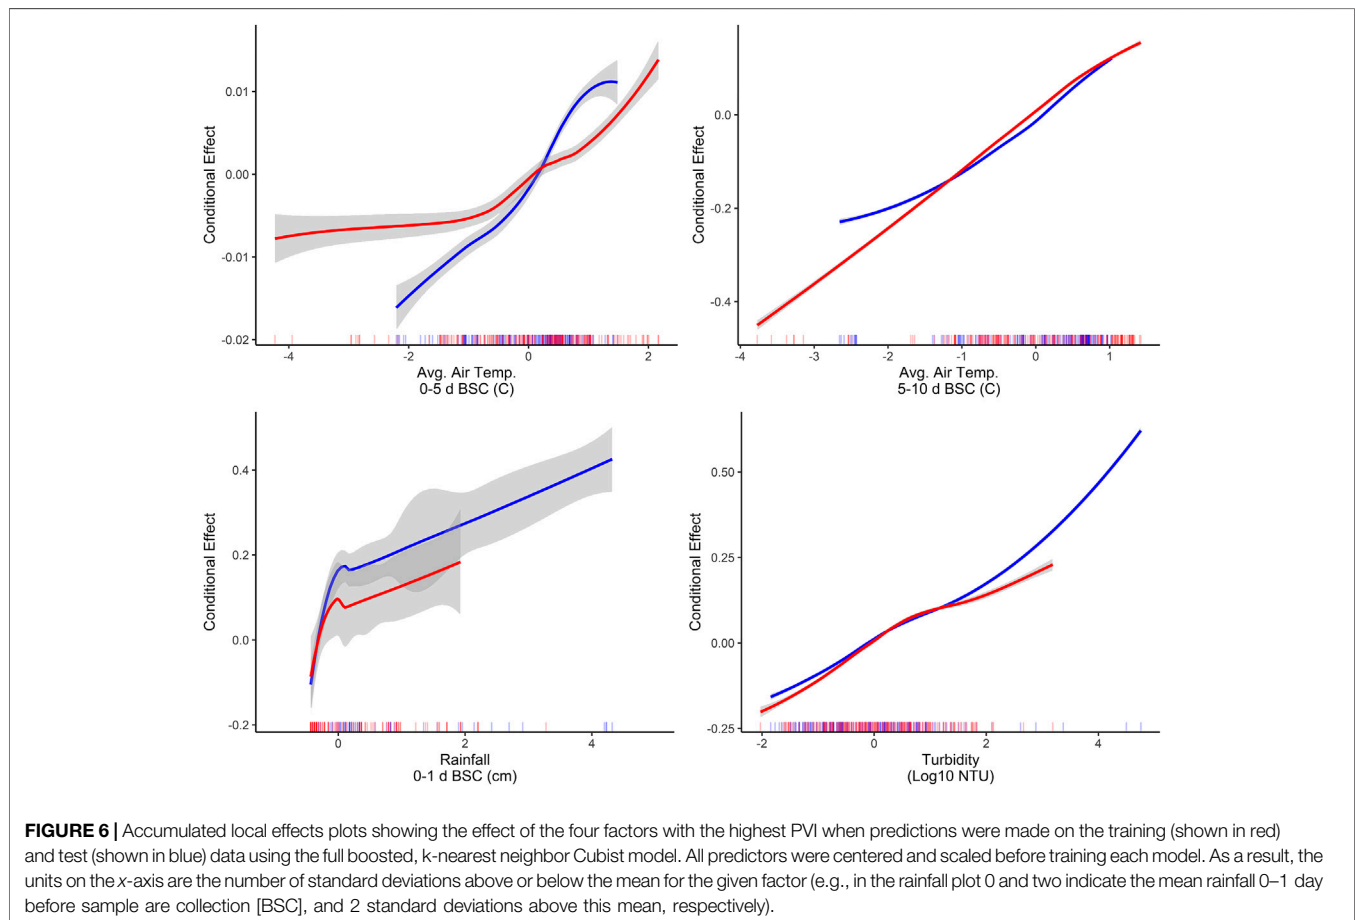 0.01
0.00
-0.01
-0.02
Conditional Effect
-4
-2
0
2
Avg. Air Temp.
0-5 d BSC (C)
0.0
-0.2
-0.4
Conditional Effect
-4
-3
-2
-1
0
1
Avg. Air Temp.
5-10 d BSC (C)
0.4
0.2
0.0
-0.2
Conditional Effect
0
2
4
Rainfall
0-1 d BSC (cm)
0.50
0.25
0.00
-0.25
Conditional Effect
-2
0
2
4
Turbidity
(Log10 NTU)
FIGURE 6 | Accumulated local effects plots showing the effect of the four factors with the highest PVI when predictions were made on the training (shown in red)
and test (shown in blue) data using the full boosted, k-nearest neighbor Cubist model. All predictors were centered and scaled before training each model. As a result, the
units on the x-axis are the number of standard deviations above or below the mean for the given factor (e.g., in the rainfall plot 0 and two indicate the mean rainfall 0–1 day
before sample are collection [BSC], and 2 standard deviations above this mean, respectively).